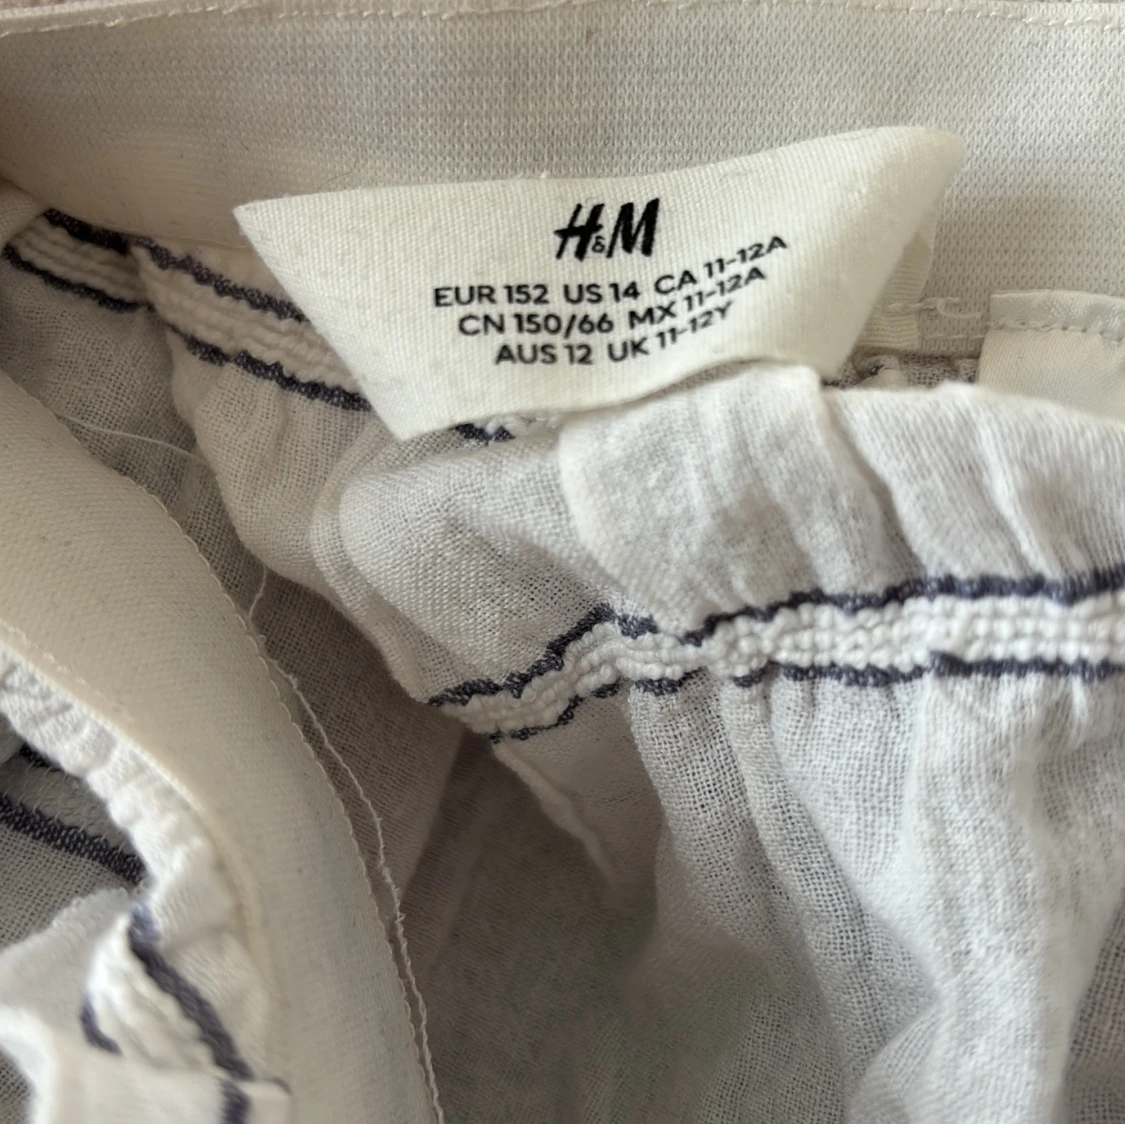 H&M
EUR 152 US 14 CA 11-12A
CN 150/66 MX 11-12A
AUS 12 UK 11-12Y